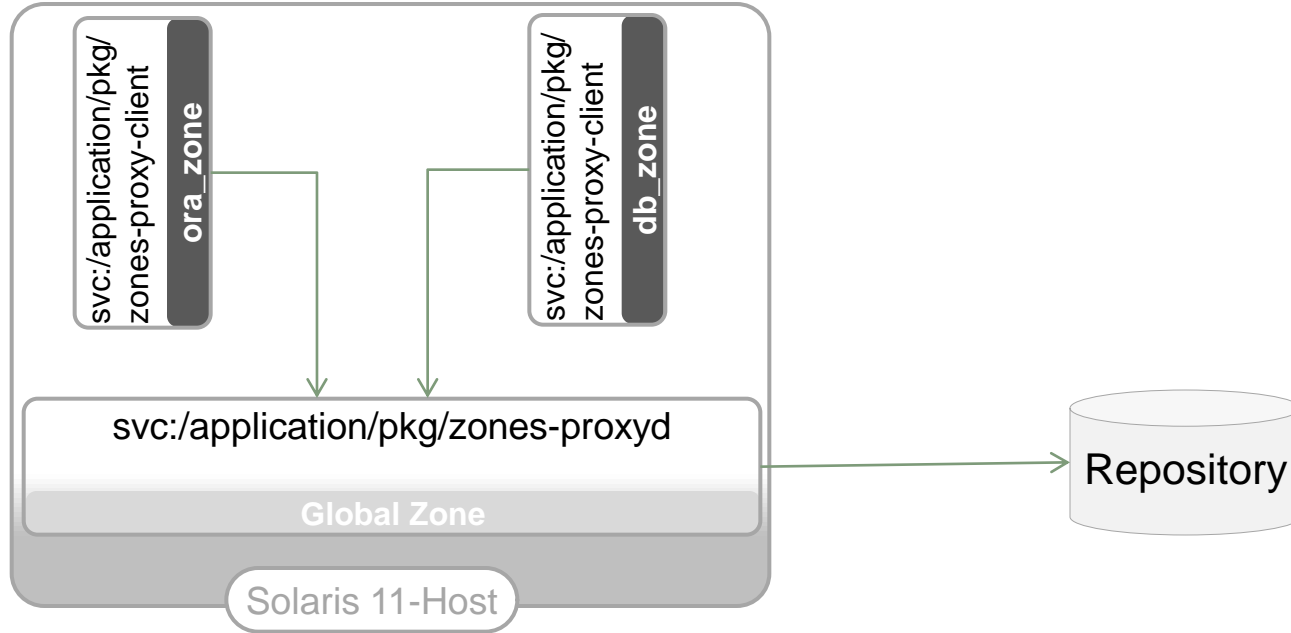 svc:/application/pkg/
zones-proxy-client
ora_zone
svc:/application/pkg/
zones-proxy-client
db_zone
svc:/application/pkg/zones-proxyd
Global Zone
Repository
Solaris 11-Host